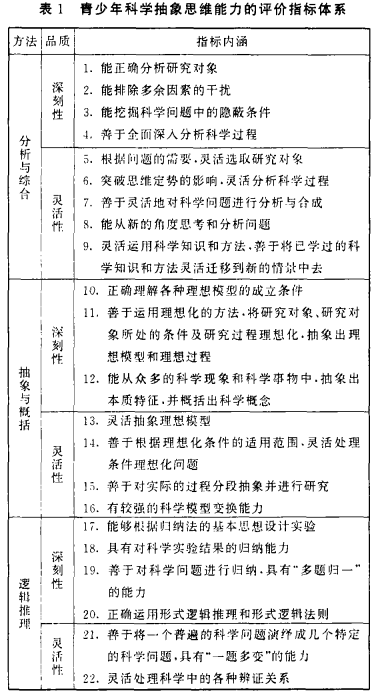 表 1 青少年科学抽象思维能力的评价指标体系
方法 品质 指标内涵
分析与综合
深刻性
1. 能正确分析研究对象
2. 能排除多余因素的干扰
3. 能挖掘科学问题中的隐蔽条件
4. 善于全面深入分析科学过程
灵活性
5. 根据问题的需要,灵活选取研究对象
6. 突破思维定势的影响,灵活分析科学过程
7. 善于灵活地对科学问题进行分析与合成
8. 能从新的角度思考和分析问题
9. 灵活运用科学知识和方法,善于将已学过的科
学知识和方法灵活迁移到新的情景中去
抽象与概括
深刻性
10. 正确理解各种理想模型的成立条件
11. 善于运用理想化的方法,将研究对象、研究对
象所处的条件及研究过程理想化,抽象出理
想模型和理想过程
12. 能从众多的科学现象和科学事物中,抽象出
本质特征,并概括出科学概念
灵活性
13. 灵活抽象理想模型
14. 善于根据理想化条件的适用范围、灵活处理
条件理想化问题
15. 善于对实际的过程分段抽象并进行研究
16. 有较强的科学模型变换能力
逻辑推理
深刻性
17. 能够根据归纳法的基本思想设计实验
18. 具有对科学实验结果的归纳能力
19. 善于对科学问题进行归纳,具有“多题归一”
的能力
20. 正确运用形式逻辑推理和形式逻辑法则
灵活性
21. 善于将一个普遍的科学问题演绎成几个特定
的科学问题,具有“一题多变”的能力
22. 灵活处理科学中的各种辨证关系